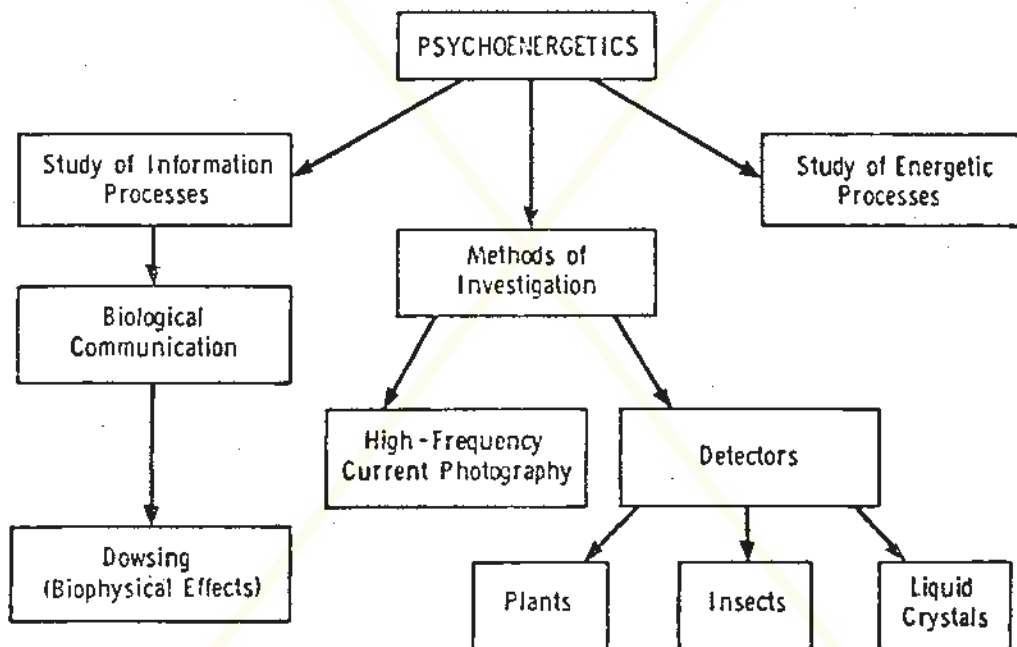 PSYCHOENERGETICS
Study of Information
Processes
Study of Energetic
Processes
Methods of
Investigation
Biological
Communication
High-Frequency
Current Photography
Detectors
Dowsing
(Biophysical Effects)
Plants
Insects
Liquid
Crystals